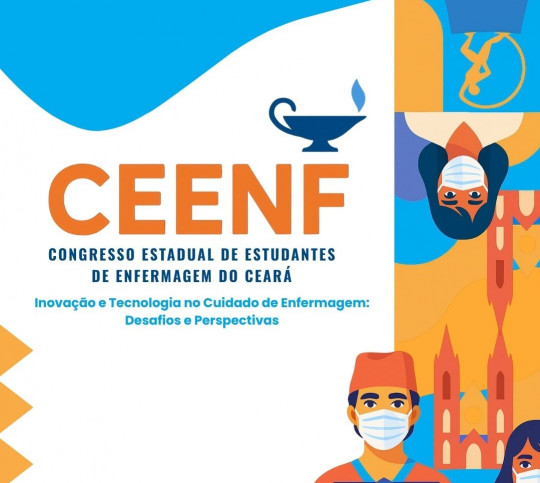 CEENF
CONGRESSO ESTADUAL DE ESTUDANTES
DE ENFERMAGEM DO CEARÁ
Inovação e Tecnologia no Cuidado de Enfermagem:
Desafios e Perspectivas